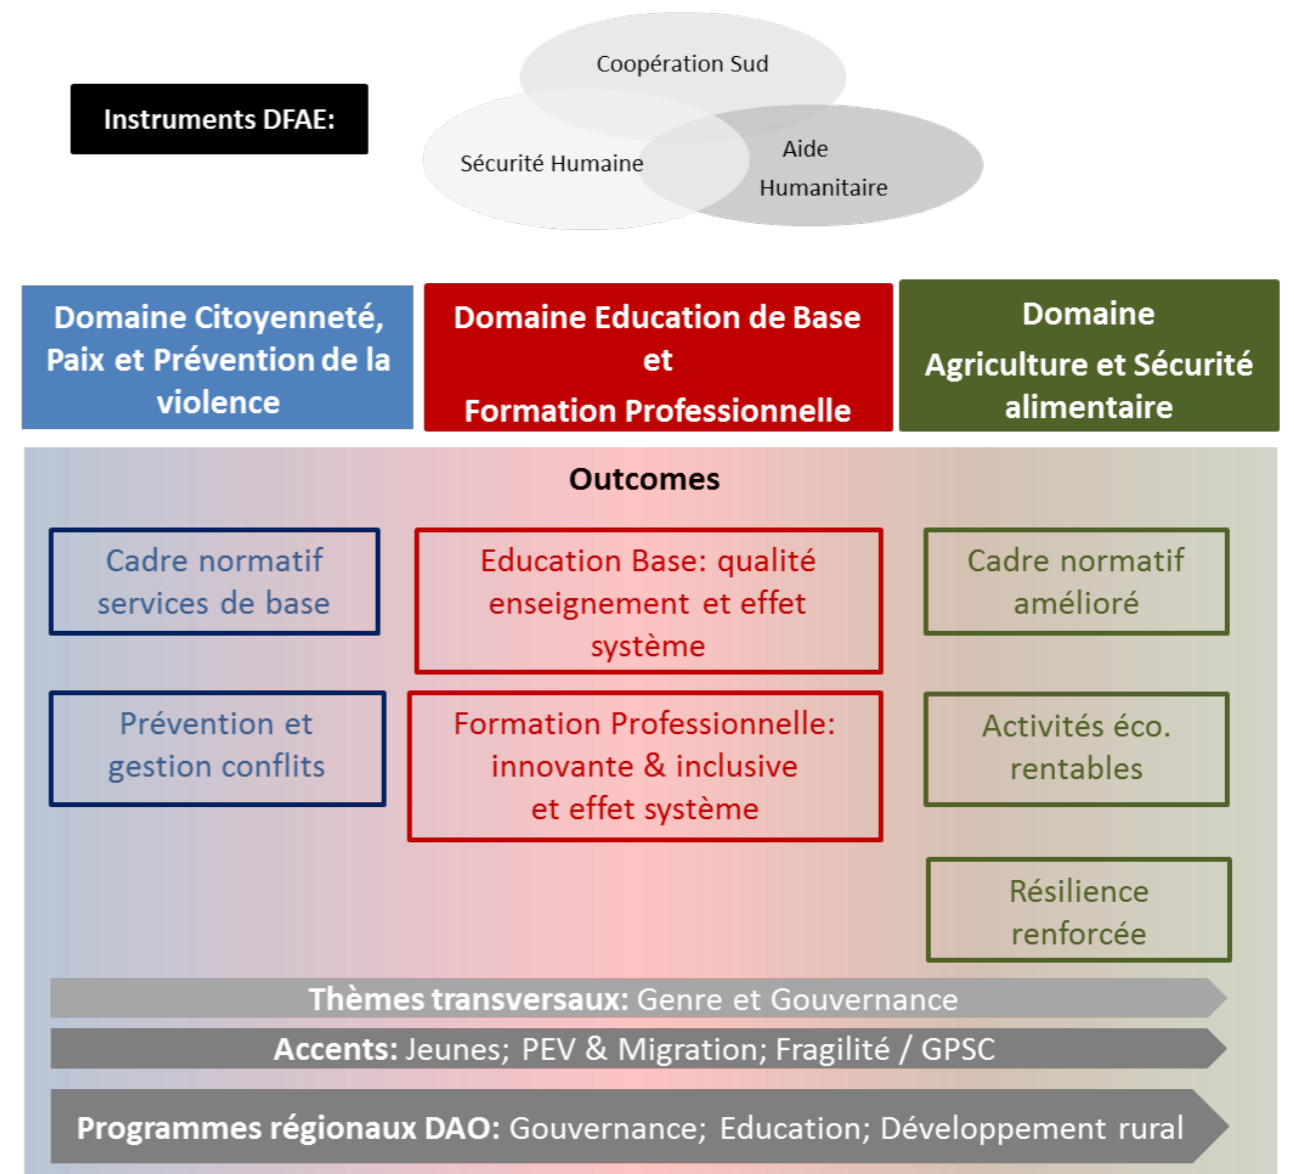 Coopération Sud
Instruments DFAE:
Sécurité Humaine
Aide
Humanitaire
Domaine Citoyenneté,
Paix et Prévention de la
violence
Domaine Education de Base
et
Formation Professionnelle
Domaine
Agriculture et Sécurité
alimentaire
Outcomes
Cadre normatif
services de base
Education Base: qualité
enseignement et effet
système
Cadre normatif
amélioré
Prévention et
gestion conflits
Formation Professionnelle:
innovante & inclusive
et effet système
Activités éco.
rentables
Résilience
renforcée
Thèmes transversaux: Genre et Gouvernance
Accents: Jeunes; PEV & Migration; Fragilité / GPSC
Programmes régionaux DAO: Gouvernance; Education; Développement rural